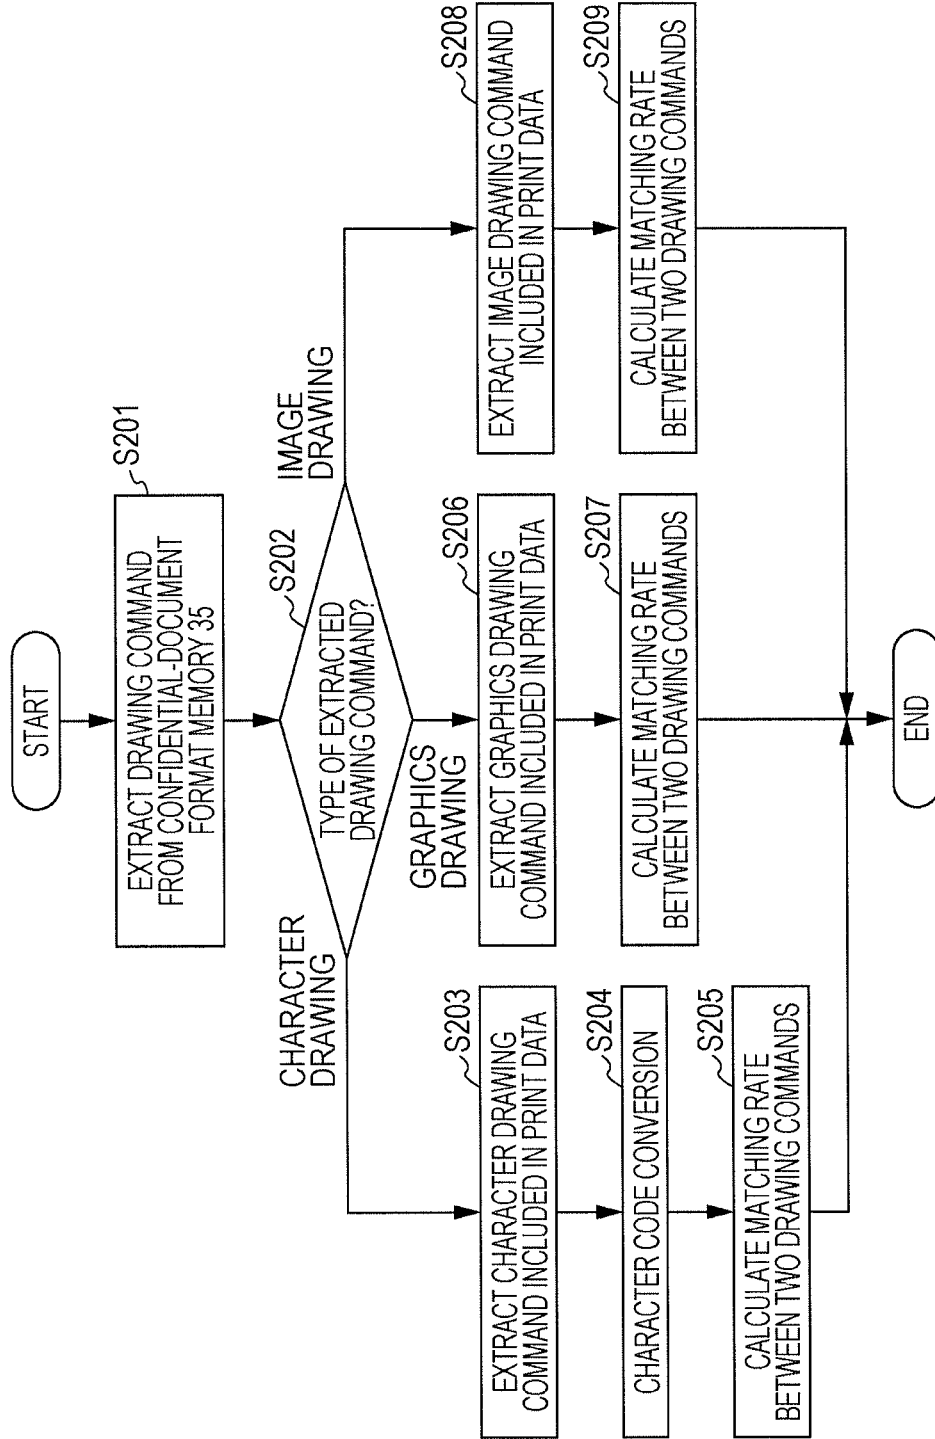 START
S201
EXTRACT DRAWING COMMAND
FROM CONFIDENTIAL-DOCUMENT
FORMAT MEMORY 35
S202
TYPE OF EXTRACTED
DRAWING COMMAND?
CHARACTER
DRAWING
GRAPHICS
DRAWING
IMAGE
DRAWING
S203
EXTRACT CHARACTER DRAWING
COMMAND INCLUDED IN PRINT DATA
S204
CHARACTER CODE CONVERSION
S205
CALCULATE MATCHING RATE
BETWEEN TWO DRAWING COMMANDS
S206
EXTRACT GRAPHICS DRAWING
COMMAND INCLUDED IN PRINT DATA
S207
CALCULATE MATCHING RATE
BETWEEN TWO DRAWING COMMANDS
S208
EXTRACT IMAGE DRAWING COMMAND
INCLUDED IN PRINT DATA
S209
CALCULATE MATCHING RATE
BETWEEN TWO DRAWING COMMANDS
END